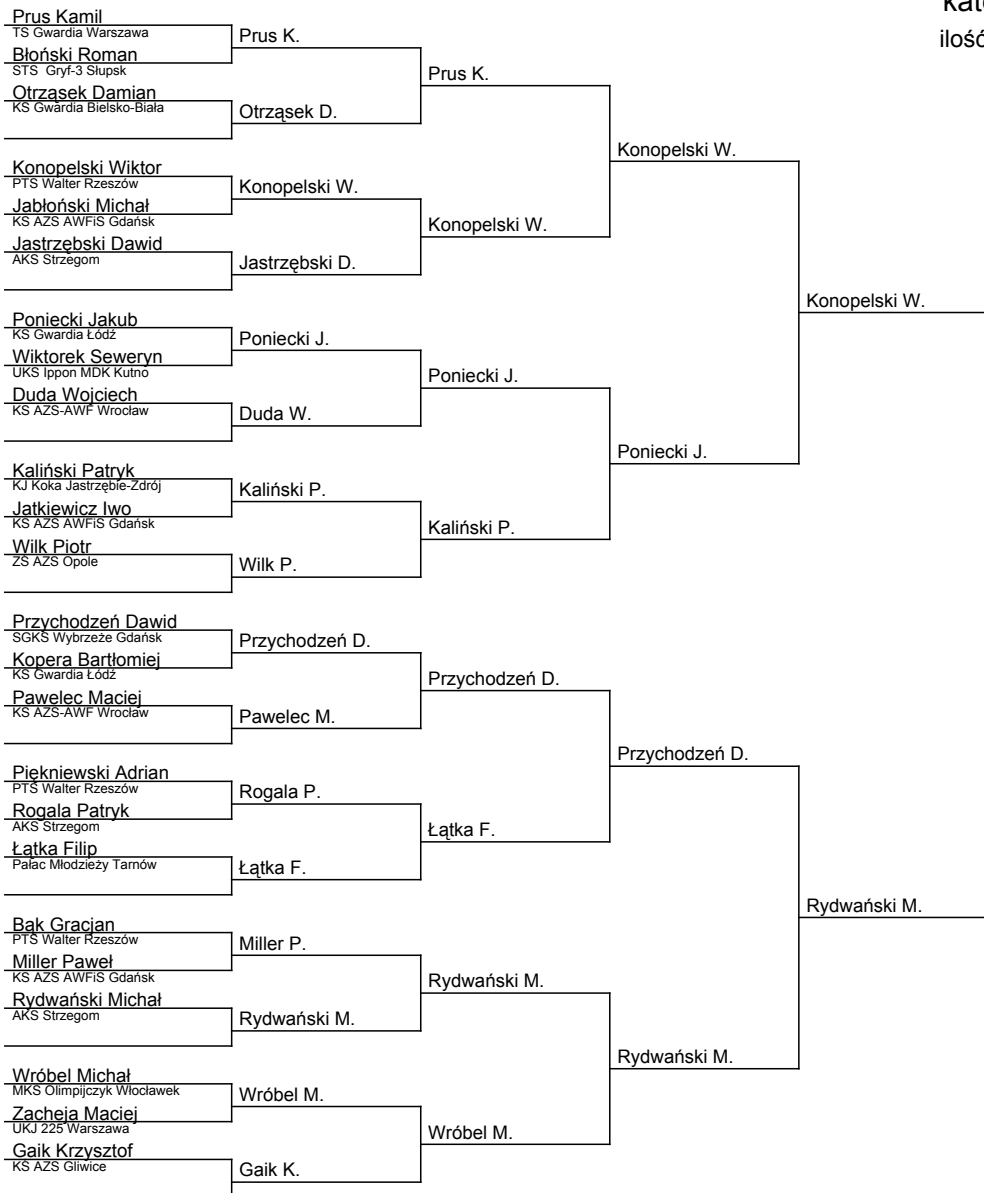 kat
ilość
Prus Kamil
TS Gwardia Warszawa
Błoński Roman
STS Gryf-3 Słupsk
Otrząsek Damian
KS Gwardia Bielsko-Biała
Konopelski Wiktor
PTS Walter Rzeszów
Jabłoński Michał
KS AZS AWFiS Gdańsk
Jastrzębski Dawid
AKS Strzegom
Poniecki Jakub
KS Gwardia Łódź
Wiktorek Seweryn
UKS Ippon MDK Kutno
Duda Wojciech
KS AZS-AWF Wrocław
Kaliński Patryk
KJ Koka Jastrzębie-Zdrój
Jatkiewicz Iwo
KS AZS AWFiS Gdańsk
Wilk Piotr
ZS AZS Opole
Przychodzeń Dawid
SGKS Wybrzeże Gdańsk
Kopera Bartłomiej
KS Gwardia Łódź
Pawelec Maciej
KS AZS-AWF Wrocław
Piękniewski Adrian
PTS Walter Rzeszów
Rogala Patryk
AKS Strzegom
Łątka Filip
Pałac Młodzieży Tarnów
Bąk Gracjan
PTS Walter Rzeszów
Miller Paweł
KS AZS AWFiS Gdańsk
Rydwański Michał
AKS Strzegom
Wróbel Michał
MKS Olimpijczyk Włocławek
Zacheja Maciej
UKJ 225 Warszawa
Gaik Krzysztof
KS AZS Gliwice
Prus K.
Otrząsek D.
Konopelski W.
Jastrzębski D.
Poniecki J.
Duda W.
Kaliński P.
Wilk P.
Przychodzeń D.
Pawelec M.
Rogala P.
Łątka F.
Miller P.
Rydwański M.
Wróbel M.
Gaik K.
Prus K.
Konopelski W.
Poniecki J.
Kaliński P.
Przychodzeń D.
Łątka F.
Rydwański M.
Wróbel M.
Konopelski W.
Poniecki J.
Przychodzeń D.
Rydwański M.
Konopelski W.
Rydwański M.